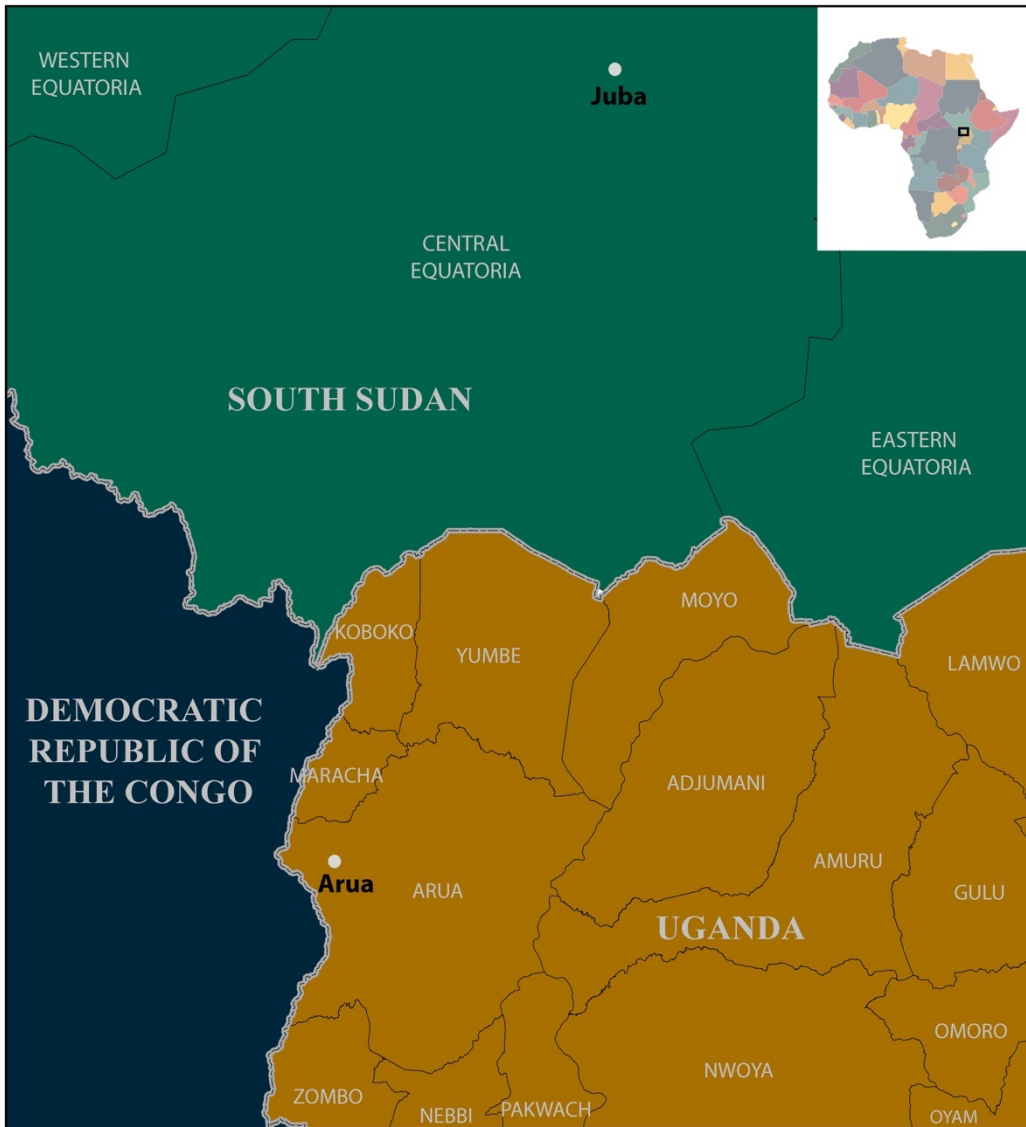 WESTERN
EQUATORIA
Juba
CENTRAL
EQUATORIA
SOUTH SUDAN
EASTERN
EQUATORIA
MOYO
KOBOKO
YUMBE
LAMWO
DEMOCRATIC
REPUBLIC OF
THE CONGO
MARACHA
ADJUMANI
AMURU
Arua
ARUA
GULU
UGANDA
OMORO
NWOYA
ZOMBO
NEBBI
PAKWACH
OYAM